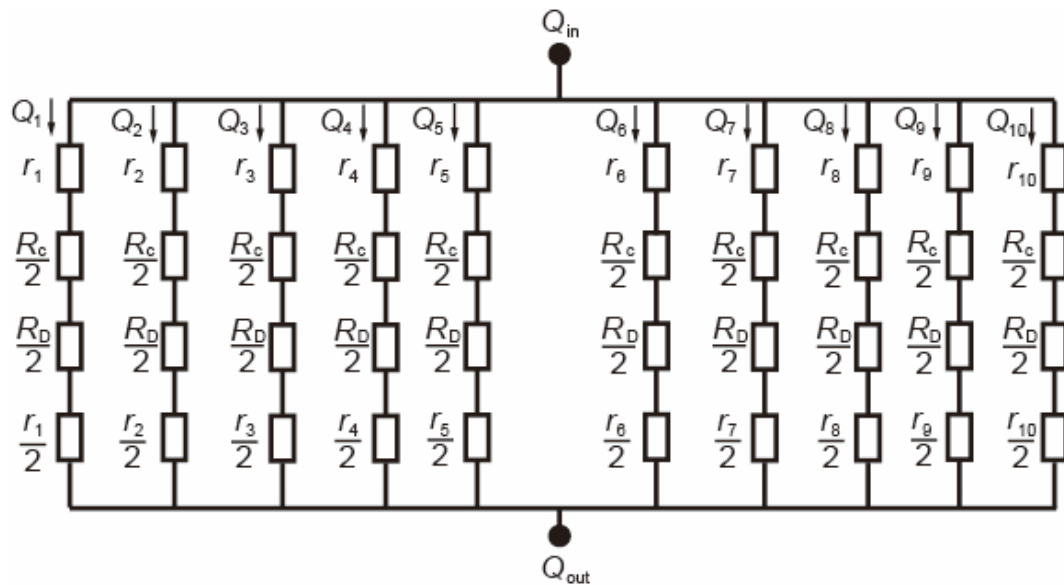 Q_in
Q_1 Q_2 Q_3 Q_4 Q_5 Q_6 Q_7 Q_8 Q_9 Q_10
r_1 r_2 r_3 r_4 r_5 r_6 r_7 r_8 r_9 r_10
R_c/2 R_c/2 R_c/2 R_c/2 R_c/2 R_c/2 R_c/2 R_c/2 R_c/2 R_c/2
R_D/2 R_D/2 R_D/2 R_D/2 R_D/2 R_D/2 R_D/2 R_D/2 R_D/2 R_D/2
r_1/2 r_2/2 r_3/2 r_4/2 r_5/2 r_6/2 r_7/2 r_8/2 r_9/2 r_10/2
Q_out